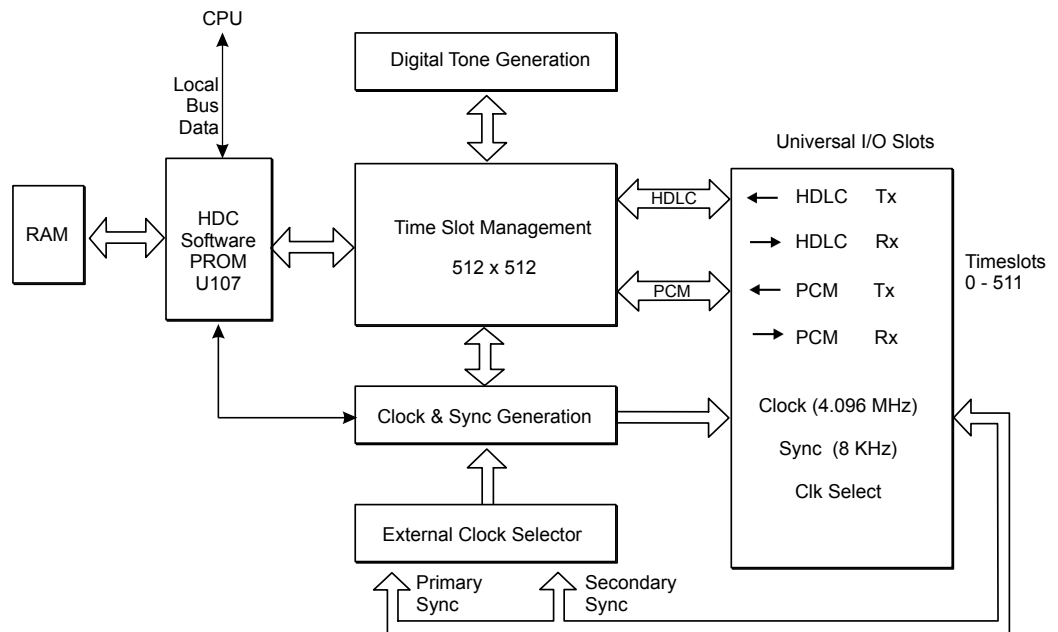 CPU
Local
Bus
Data
Digital Tone Generation
Universal I/O Slots
RAM
HDC
Software
PROM
U107
Time Slot Management
512 x 512
HDLC
PCM
HDLC Tx
HDLC Rx
PCM Tx
PCM Rx
Timeslots
0 - 511
Clock & Sync Generation
Clock (4.096 MHz)
Sync (8 KHz)
Clk Select
External Clock Selector
Primary
Sync
Secondary
Sync